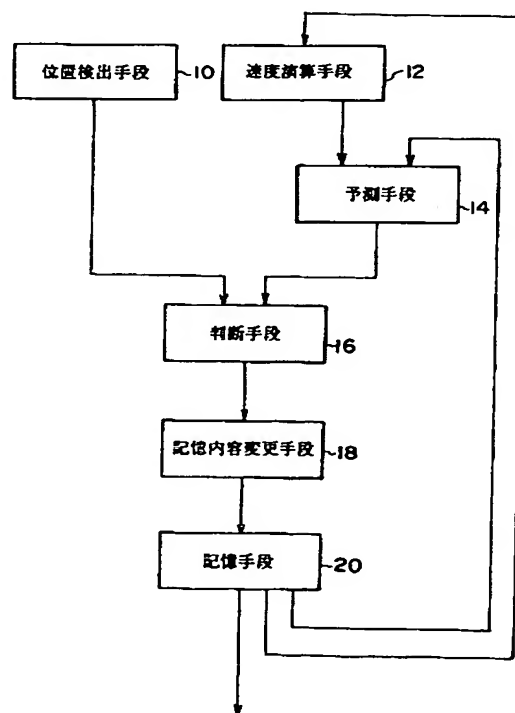 位置検出手段 10
速度演算手段 12
予測手段 14
判断手段 16
記憶内容変更手段 18
記憶手段 20